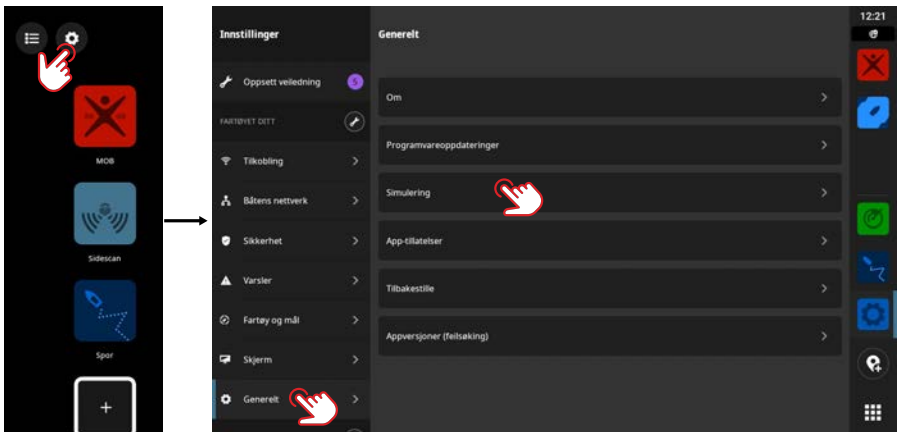 MOB
Sidescan
Spor
Innstillinger
Oppsett veiledning
5
FARTØYET DITT
Tilkobling
Båtens nettverk
Sikkerhet
Varsler
Fartøy og mål
Skjerm
Generelt
Generelt
Om
Programvareoppdateringer
Simulering
App-tillatelser
Tilbakestille
Appversjoner (feilsøking)
12:21